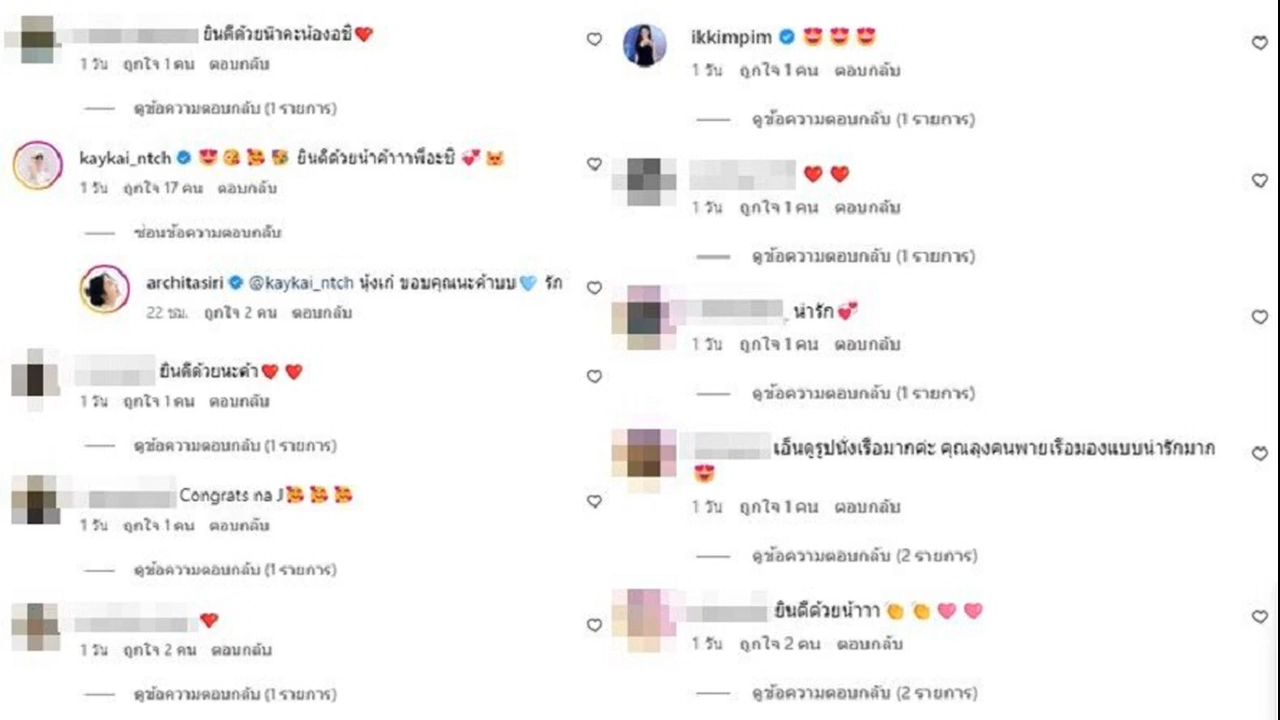 ยินดีด้วยน้าคะน้องอชิ❤️
1 วัน ถูกใจ 1 คน ตอบกลับ
ดูข้อความตอบกลับ (1 รายการ)
kaykai_ntch 😍😘🥰🥳 ยินดีด้วยน้าค้าาาพี่อะชิ 💞😻
1 วัน ถูกใจ 17 คน ตอบกลับ
ซ่อนข้อความตอบกลับ
architasiri @kaykai_ntch นุ้งเก๋ ขอบคุณนะค้าบบ🩵 รัก
22 ชม. ถูกใจ 2 คน ตอบกลับ
ยินดีด้วยนะค้า❤️ ❤️
1 วัน ถูกใจ 1 คน ตอบกลับ
ดูข้อความตอบกลับ (1 รายการ)
Congrats na J🥰 🥰 🥰
1 วัน ถูกใจ 1 คน ตอบกลับ
ดูข้อความตอบกลับ (1 รายการ)
❤️
1 วัน ถูกใจ 2 คน ตอบกลับ
ดูข้อความตอบกลับ (1 รายการ)
ikkimpim 😍 😍 😍
1 วัน ถูกใจ 1 คน ตอบกลับ
ดูข้อความตอบกลับ (1 รายการ)
❤️ ❤️
1 วัน ถูกใจ 1 คน ตอบกลับ
ดูข้อความตอบกลับ (1 รายการ)
น่ารัก💞
1 วัน ถูกใจ 1 คน ตอบกลับ
ดูข้อความตอบกลับ (1 รายการ)
เอ็นดูรูปนั่งเรือมากค่ะ คุณลุงคนพายเรือมองแบบน่ารักมาก
😍
1 วัน ถูกใจ 1 คน ตอบกลับ
ดูข้อความตอบกลับ (2 รายการ)
ยินดีด้วยน้าาา 👏 👏 🩷 🩷
1 วัน ถูกใจ 2 คน ตอบกลับ
ดูข้อความตอบกลับ (2 รายการ)